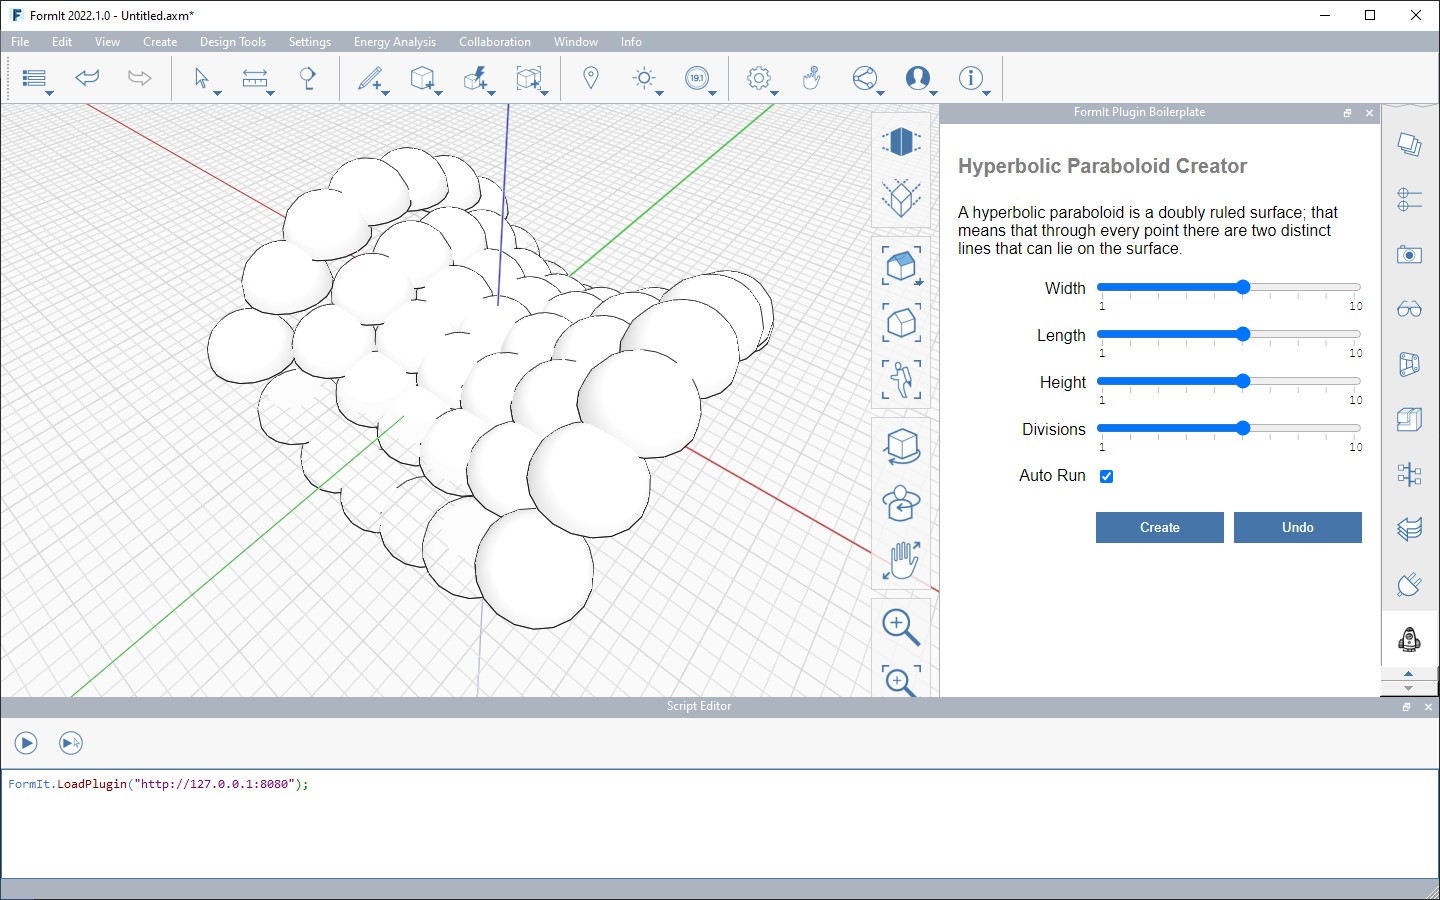 FormIt 2022.1.0 - Untitled.axm*
File Edit View Create Design Tools Settings Energy Analysis Collaboration Window Info
19.1
FormIt Plugin Boilerplate
Hyperbolic Paraboloid Creator
A hyperbolic paraboloid is a doubly ruled surface; that
means that through every point there are two distinct
lines that can lie on the surface.
Width
1 10
Length
1 10
Height
1 10
Divisions
1 10
Auto Run
Create Undo
Script Editor
FormIt.LoadPlugin("http://127.0.0.1:8080");